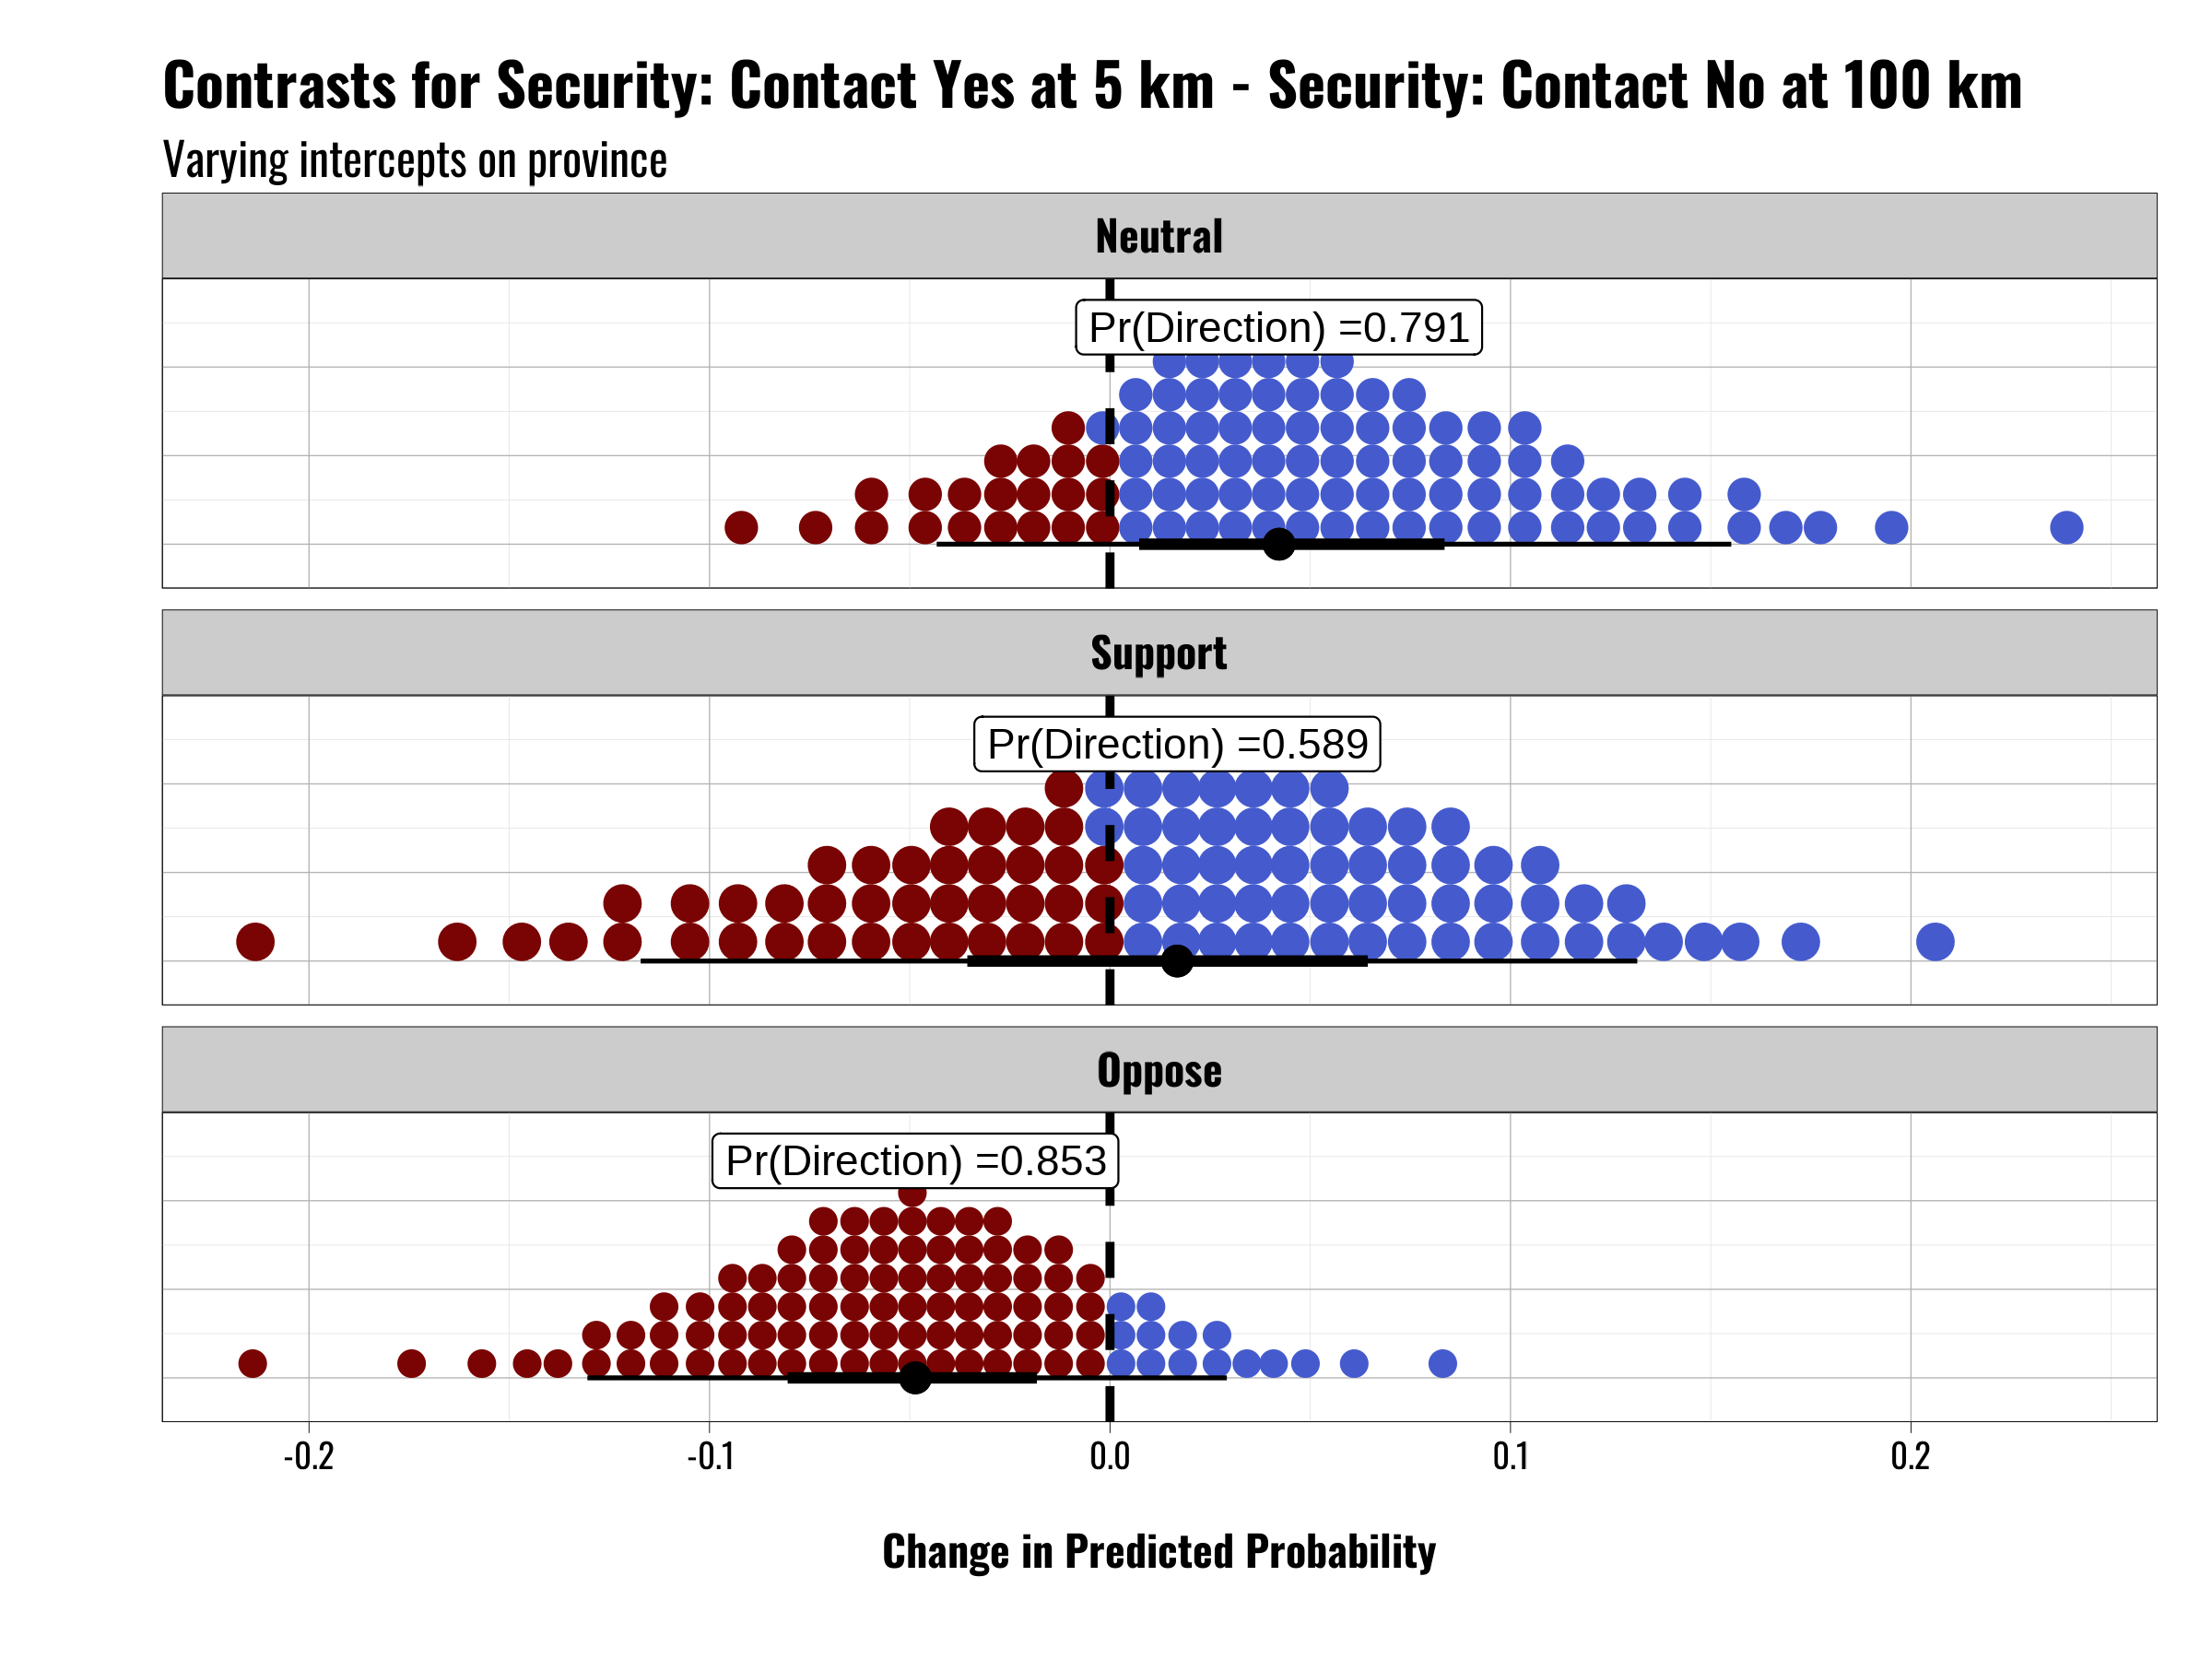 Contrasts for Security: Contact Yes at 5 km - Security: Contact No at 100 km
Varying intercepts on province
Neutral
Pr(Direction) =0.791
Support
Pr(Direction) =0.589
Oppose
Pr(Direction) =0.853
-0.2 -0.1 0.0 0.1 0.2
Change in Predicted Probability